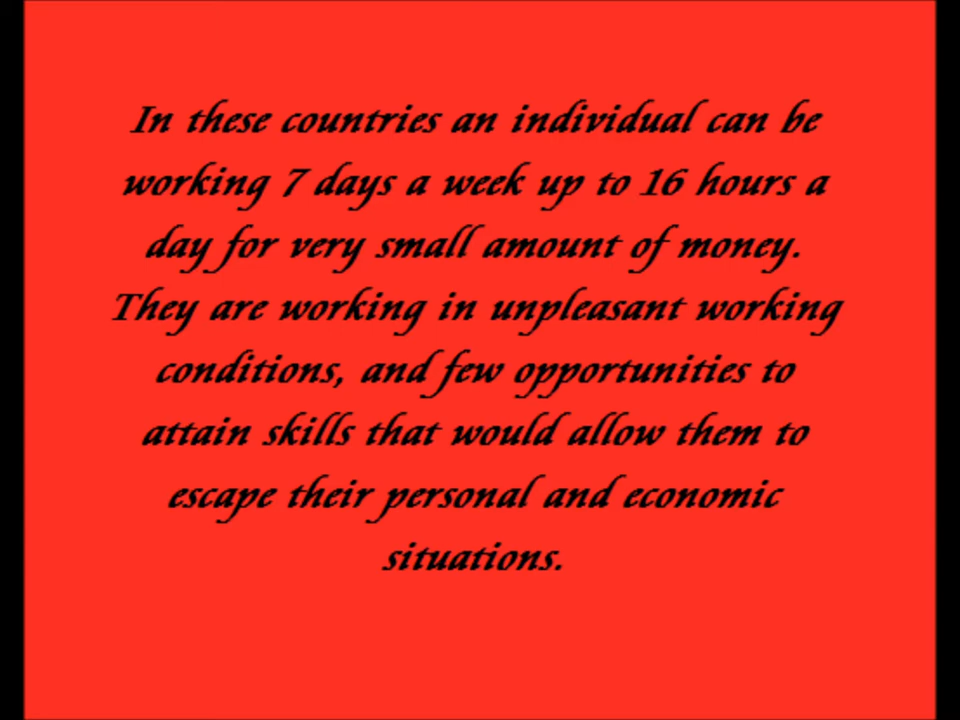 In these countries an individual can be
working 7 days a week up to 16 hours a
day for very small amount of money.
They are working in unpleasant working
conditions, and few opportunities to
attain skills that would allow them to
escape their personal and economic
situations.